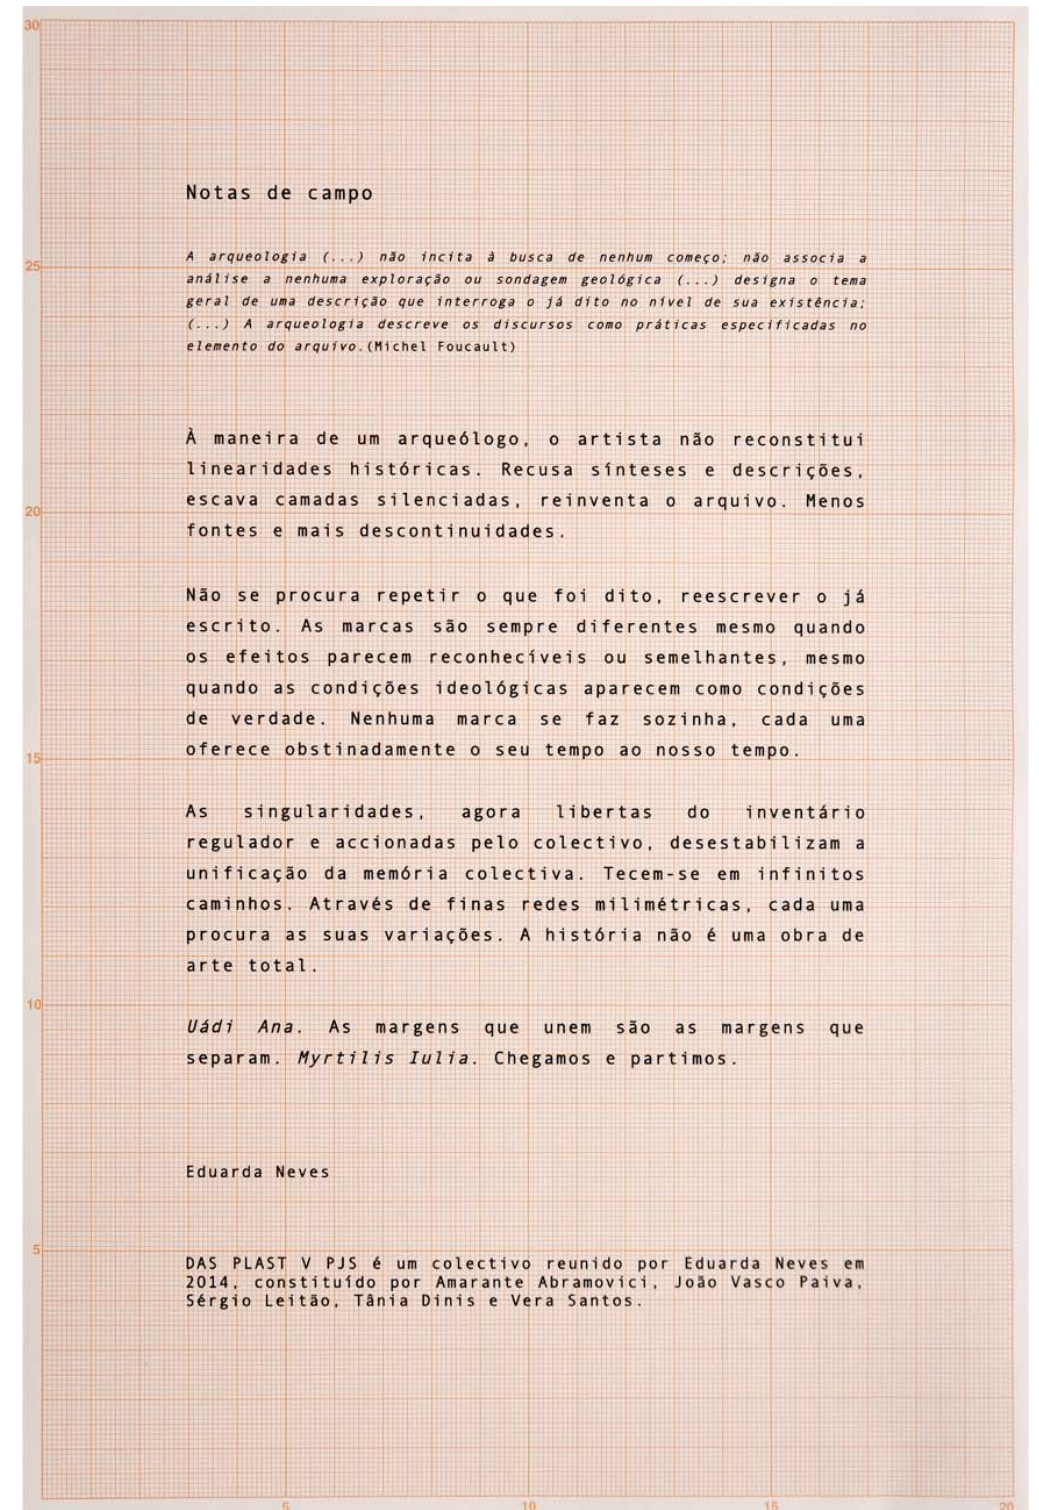 30
Notas de campo
A arqueologia (...) não incita à busca de nenhum começo; não associa a
25
análise a nenhuma exploração ou sondagem geológica (...) designa o tema
geral de uma descrição que interroga o já dito no nível de sua existência;
(...) A arqueologia descreve os discursos como práticas especificadas no
elemento do arquivo.(Michel Foucault)
À maneira de um arqueólogo, o artista não reconstitui
linearidades históricas. Recusa sínteses e descrições,
escava camadas silenciadas, reinventa o arquivo. Menos
20
fontes e mais descontinuidades.
Não se procura repetir o que foi dito, reescrever o já
escrito. As marcas são sempre diferentes mesmo quando
os efeitos parecem reconhecíveis ou semelhantes, mesmo
quando as condições ideológicas aparecem como condições
de verdade. Nenhuma marca se faz sozinha, cada uma
oferece obstinadamente o seu tempo ao nosso tempo.
15
As singularidades, agora libertas do inventário
regulador e accionadas pelo colectivo, desestabilizam a
unificação da memória colectiva. Tecem-se em infinitos
caminhos. Através de finas redes milimétricas, cada uma
procura as suas variações. A história não é uma obra de
arte total.
10
Uádi Ana. As margens que unem são as margens que
separam. Myrtilis Iulia. Chegamos e partimos.
Eduarda Neves
5
DAS PLAST V PJS é um colectivo reunido por Eduarda Neves em
2014, constituído por Amarante Abramovici, João Vasco Paiva,
Sérgio Leitão, Tânia Dinis e Vera Santos.
5 10 15 20